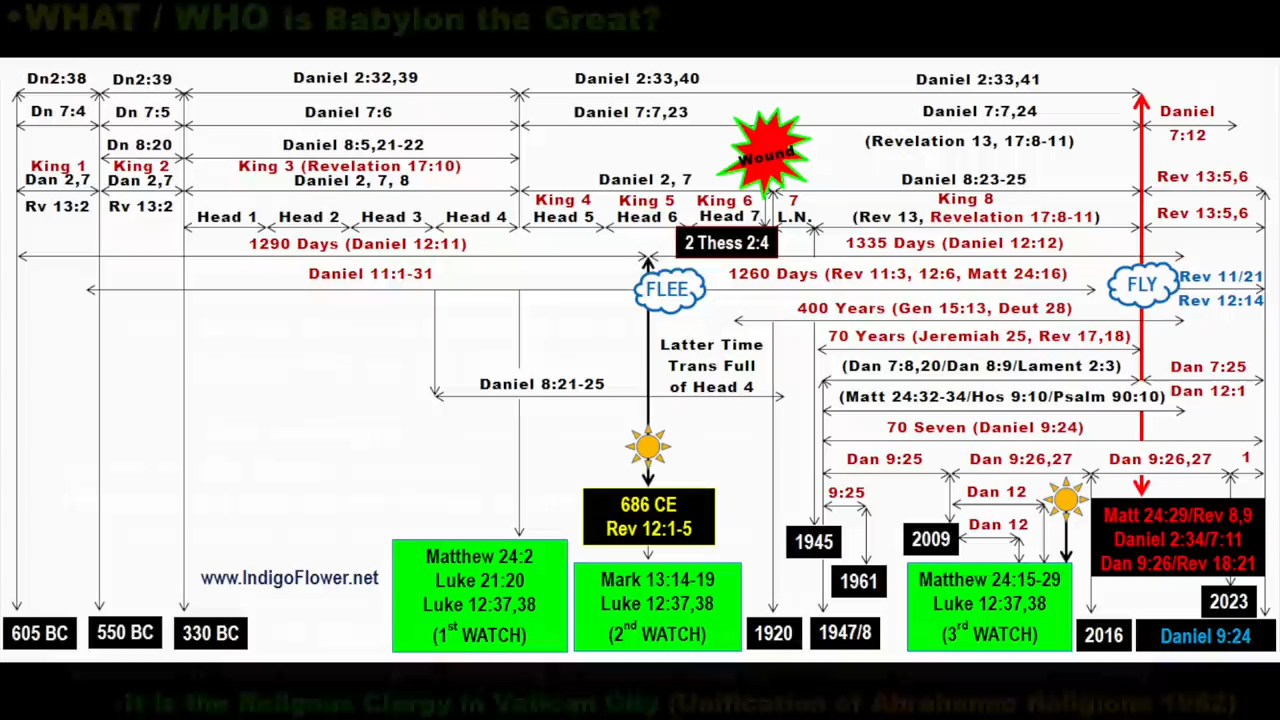 •WHAT / WHO is Babylon the Great?
Dn2:38 Dn2:39 Daniel 2:32,39 Daniel 2:33,40 Daniel 2:33,41
Dn 7:4 Dn 7:5 Daniel 7:6 Daniel 7:7,23 Daniel 7:7,24 Daniel
7:12
Dn 8:20 Daniel 8:5,21-22 Wound (Revelation 13, 17:8-11)
King 1 King 2 King 3 (Revelation 17:10)
Dan 2,7 Dan 2,7 Daniel 2, 7, 8 Daniel 2, 7 Daniel 8:23-25 Rev 13:5,6
Rv 13:2 Rv 13:2 King 4 King 5 King 6 7 King 8
Head 1 Head 2 Head 3 Head 4 Head 5 Head 6 Head 7 L.N. (Rev 13, Revelation 17:8-11) Rev 13:5,6
1290 Days (Daniel 12:11) 2 Thess 2:4 1335 Days (Daniel 12:12)
Daniel 11:1-31 FLEE 1260 Days (Rev 11:3, 12:6, Matt 24:16) FLY Rev 11/21
Rev 12:14
400 Years (Gen 15:13, Deut 28)
70 Years (Jeremiah 25, Rev 17,18)
Latter Time
Trans Full
of Head 4
(Dan 7:8,20/Dan 8:9/Lament 2:3) Dan 7:25
Daniel 8:21-25
(Matt 24:32-34/Hos 9:10/Psalm 90:10) Dan 12:1
70 Seven (Daniel 9:24)
Dan 9:25 Dan 9:26,27 Dan 9:26,27 1
9:25 Dan 12
Dan 12
686 CE
Rev 12:1-5
1945
2009
Matt 24:29/Rev 8,9
Daniel 2:34/7:11
Dan 9:26/Rev 18:21
www.IndigoFlower.net
Matthew 24:2
Luke 21:20
Luke 12:37,38
(1st WATCH)
Mark 13:14-19
Luke 12:37,38
(2nd WATCH)
1961
Matthew 24:15-29
Luke 12:37,38
(3rd WATCH)
2023
605 BC 550 BC 330 BC 1920 1947/8 2016 Daniel 9:24
It is the Religous Clergy in Vatican City (Unification of Abrahamic Religions 1982)